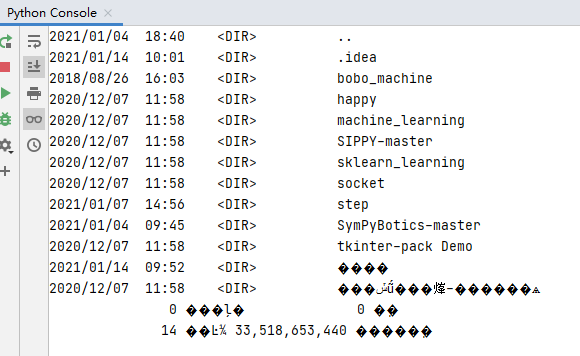 Python Console
2021/01/04  18:40    <DIR>          ..
2021/01/14  10:01    <DIR>          .idea
2018/08/26  16:03    <DIR>          bobo_machine
2020/12/07  11:58    <DIR>          happy
2020/12/07  11:58    <DIR>          machine_learning
2020/12/07  11:58    <DIR>          SIPPY-master
2020/12/07  11:58    <DIR>          sklearn_learning
2020/12/07  11:58    <DIR>          socket
2021/01/07  14:56    <DIR>          step
2021/01/04  09:45    <DIR>          SymPyBotics-master
2020/12/07  11:58    <DIR>          tkinter-pack Demo
2021/01/14  09:52    <DIR>          ����
2020/12/07  11:58    <DIR>
0 ���ļ� 0 �
14 ��Ŀ¼ 33,518,653,440